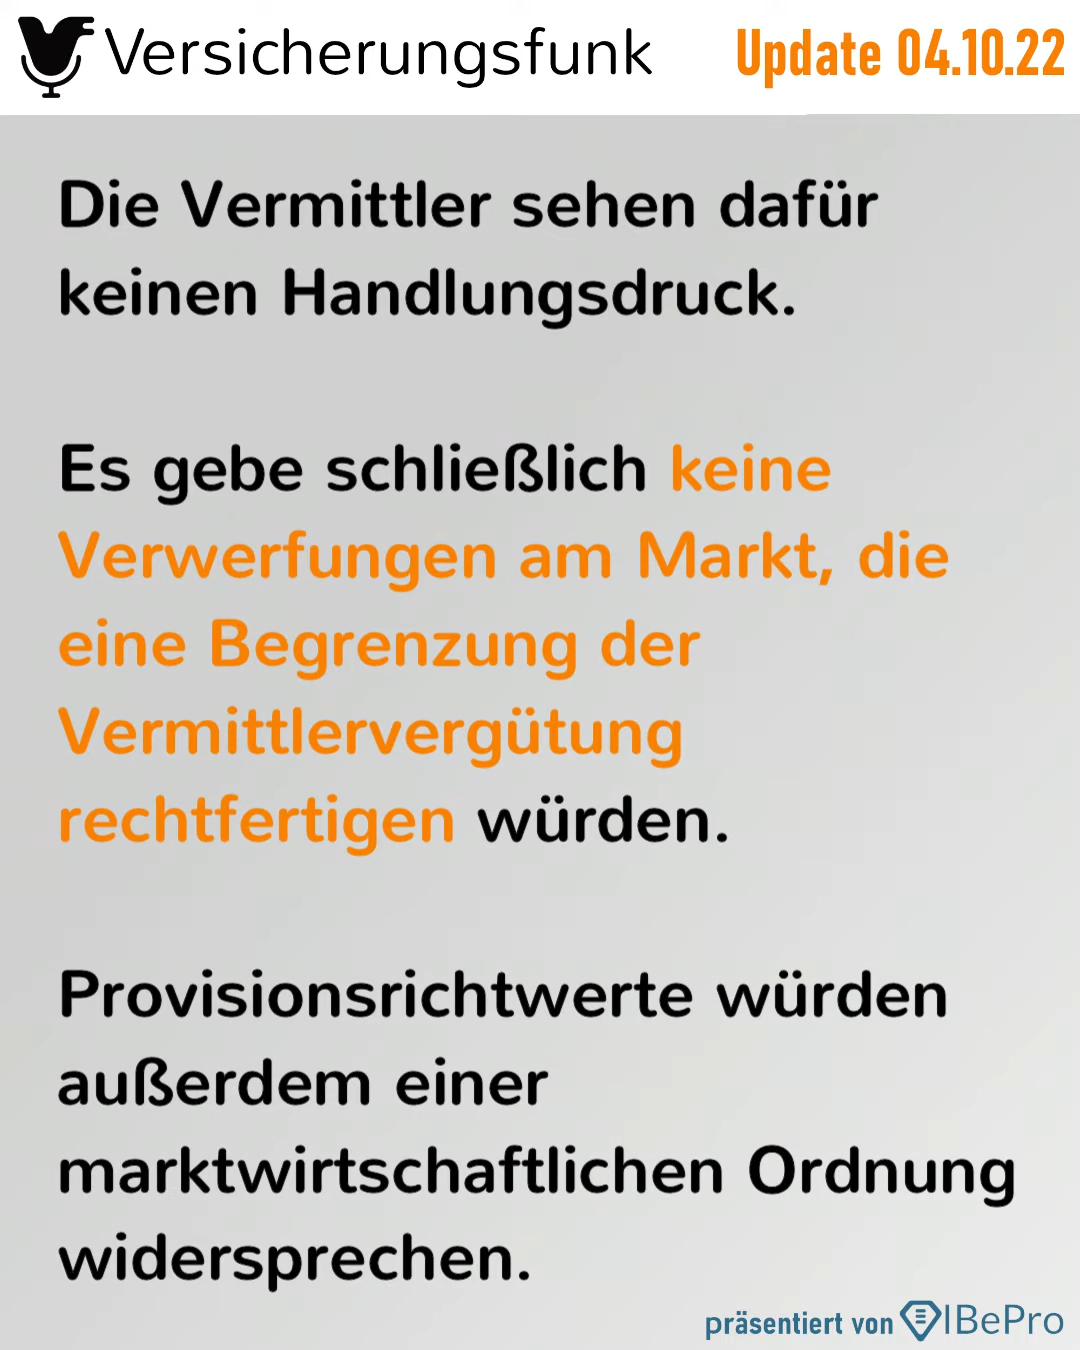 Versicherungsfunk
Update 04.10.22
Die Vermittler sehen dafür
keinen Handlungsdruck.
Es gebe schließlich keine
Verwerfungen am Markt, die
eine Begrenzung der
Vermittlervergütung
rechtfertigen würden.
Provisionsrichtwerte würden
außerdem einer
marktwirtschaftlichen Ordnung
widersprechen.
präsentiert von IBePro